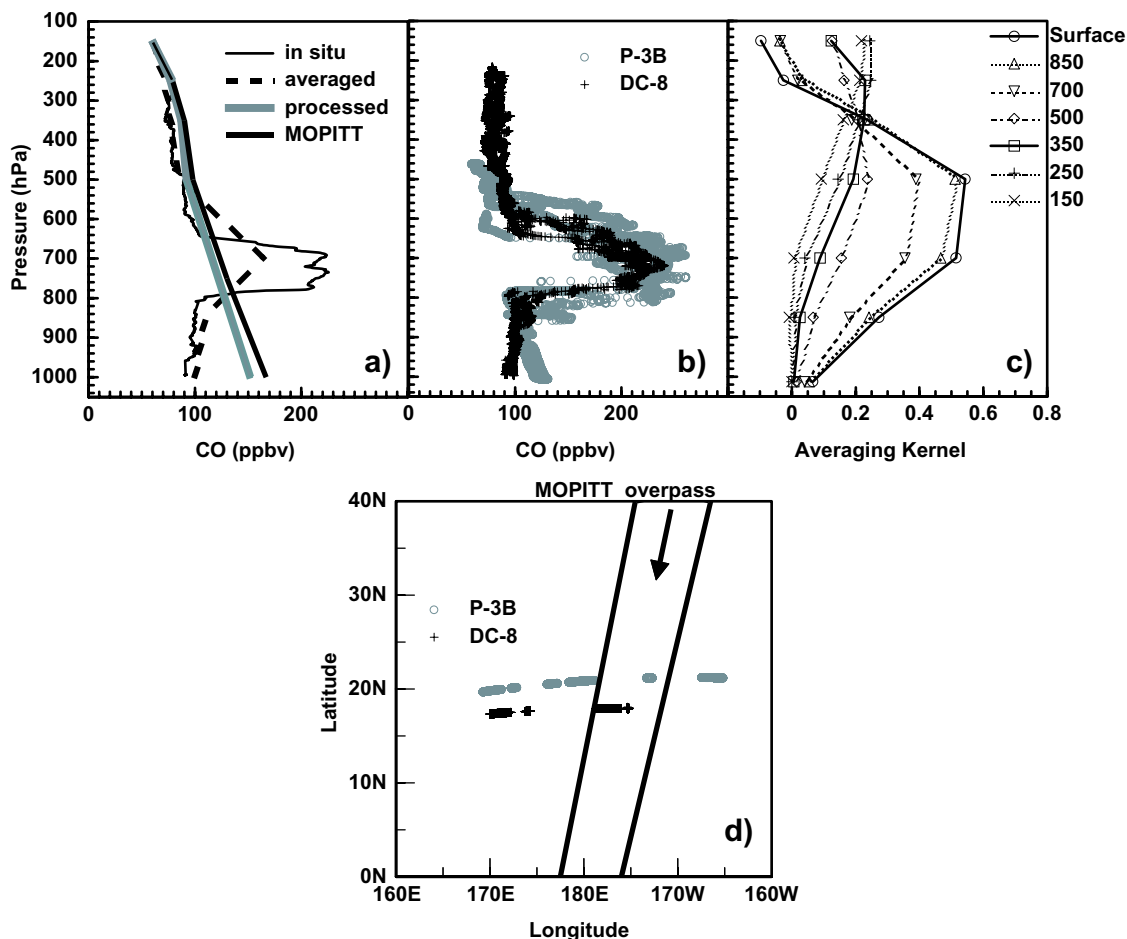 100
200
300
400
500
600
700
800
900
1000
Pressure (hPa)
in situ
averaged
processed
MOPITT
a)
0 100 200
CO (ppbv)
P-3B
DC-8
b)
0 100 200
CO (ppbv)
Surface
850
700
500
350
250
150
c)
0 0.2 0.4 0.6 0.8
Averaging Kernel
MOPITT overpass
40N
30N
20N
10N
0N
Latitude
P-3B
DC-8
d)
160E 170E 180E 170W 160W
Longitude